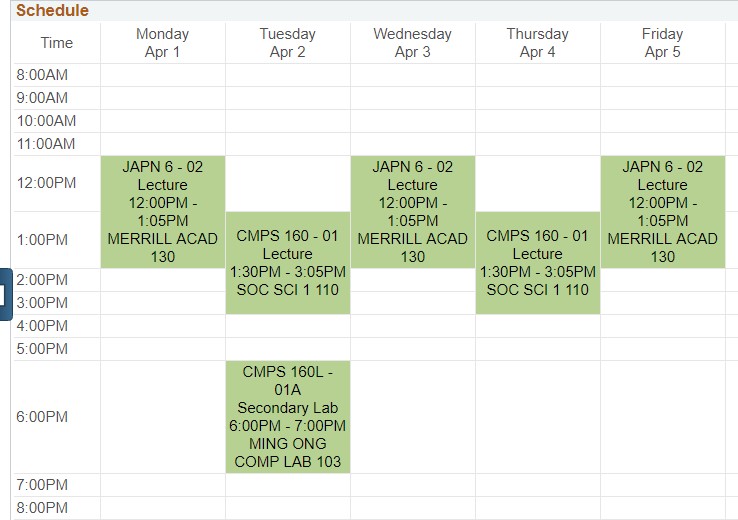 Schedule
Time
Monday
Apr 1
Tuesday
Apr 2
Wednesday
Apr 3
Thursday
Apr 4
Friday
Apr 5
8:00AM
9:00AM
10:00AM
11:00AM
12:00PM
JAPN 6 - 02
Lecture
12:00PM -
1:05PM
MERRILL ACAD
130
JAPN 6 - 02
Lecture
12:00PM -
1:05PM
MERRILL ACAD
130
JAPN 6 - 02
Lecture
12:00PM -
1:05PM
MERRILL ACAD
130
1:00PM
CMPS 160 - 01
Lecture
1:30PM - 3:05PM
SOC SCI 1 110
CMPS 160 - 01
Lecture
1:30PM - 3:05PM
SOC SCI 1 110
2:00PM
3:00PM
4:00PM
5:00PM
6:00PM
CMPS 160L -
01A
Secondary Lab
6:00PM - 7:00PM
MING ONG
COMP LAB 103
7:00PM
8:00PM